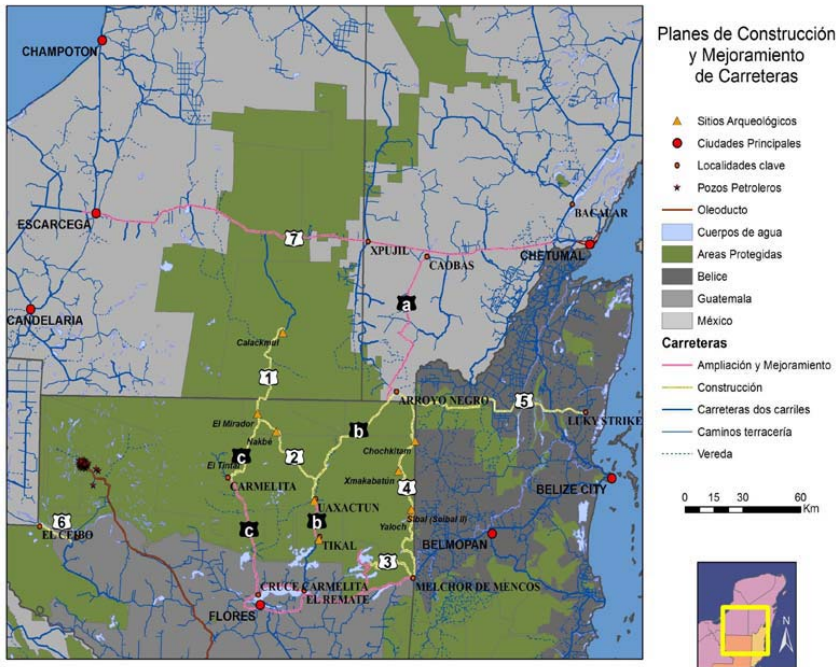 Planes de Construcción
y Mejoramiento
de Carreteras
Sitios Arqueológicos
Ciudades Principales
Localidades clave
Pozos Petroleros
Oleoducto
Cuerpos de agua
Areas Protegidas
Belice
Guatemala
México
Carreteras
Ampliación y Mejoramiento
Construcción
Carreteras dos carriles
Caminos terracería
Vereda
0 15 30 60
Km
N
CHAMPOTON
ESCARCEGA
7
XPUJIL
CAOBAS
BACALAR
CHETUMAL
a
CANDELARIA
Calackmul
1
ARROYO NEGRO
5
LUKY STRIKE
El Mirador
b
Nakbé
2
Chochkitam
El Tintal
c
CARMELITA
Xmakabatún
4
BELIZE CITY
UAXACTUN
Sibal (Seibal II)
6
EL CEIBO
c
b
Yaloch
TIKAL
BELMOPAN
3
CRUCE CARMELITA
EL REMATE
MELCHOR DE MENCOS
FLORES